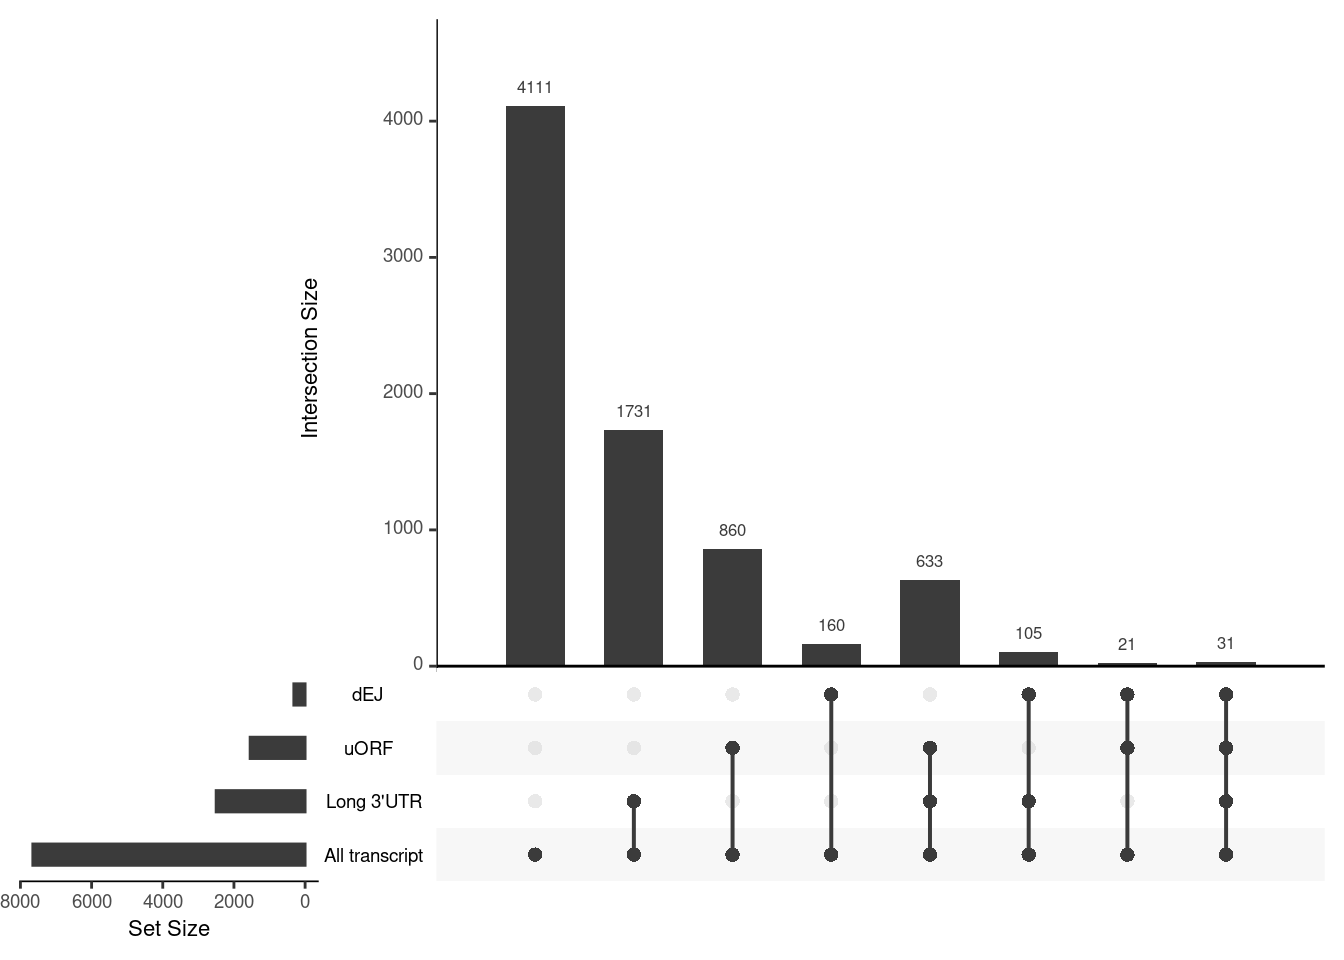 4111
4000
3000
Intersection Size
2000
1731
1000
860
633
160
105
21
31
0
dEJ
uORF
Long 3'UTR
All transcript
8000 6000 4000 2000 0
Set Size